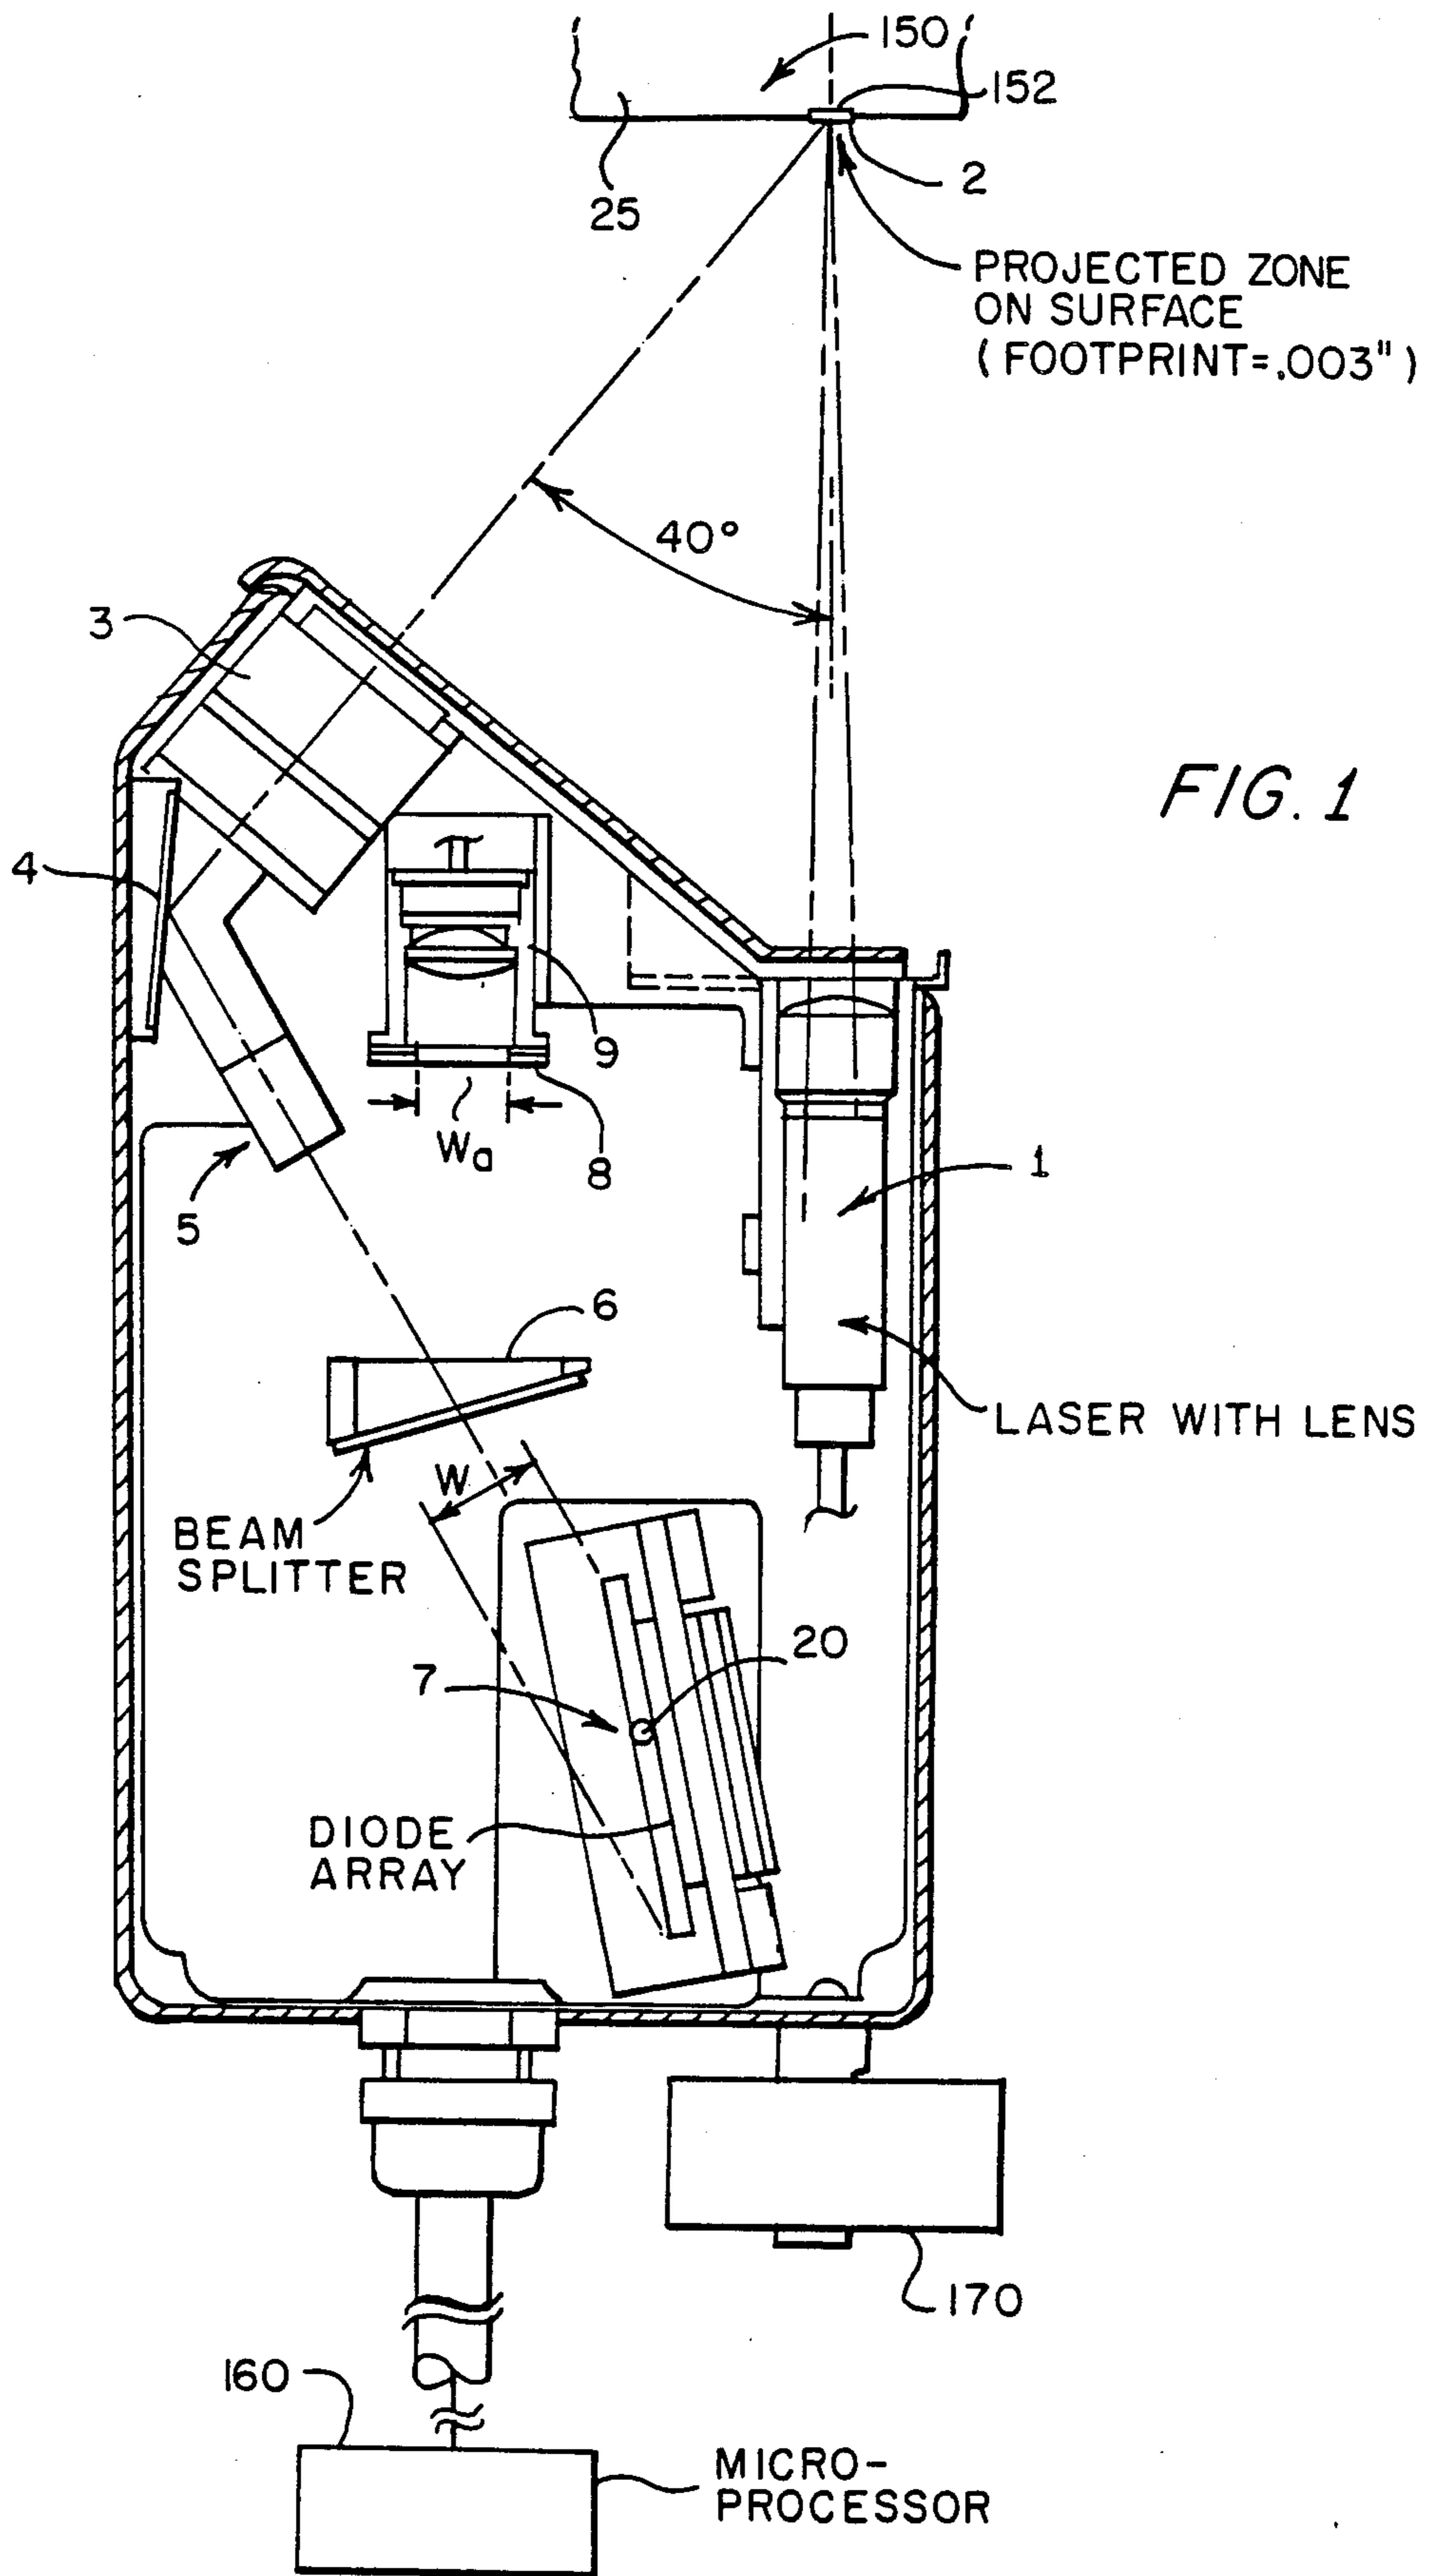 150
152
2
25
PROJECTED ZONE
ON SURFACE
(FOOTPRINT=.003")
40°
3
FIG. 1
4
9
Wa
8
5
1
6
LASER WITH LENS
W
BEAM
SPLITTER
20
7
DIODE
ARRAY
170
160
MICRO-
PROCESSOR